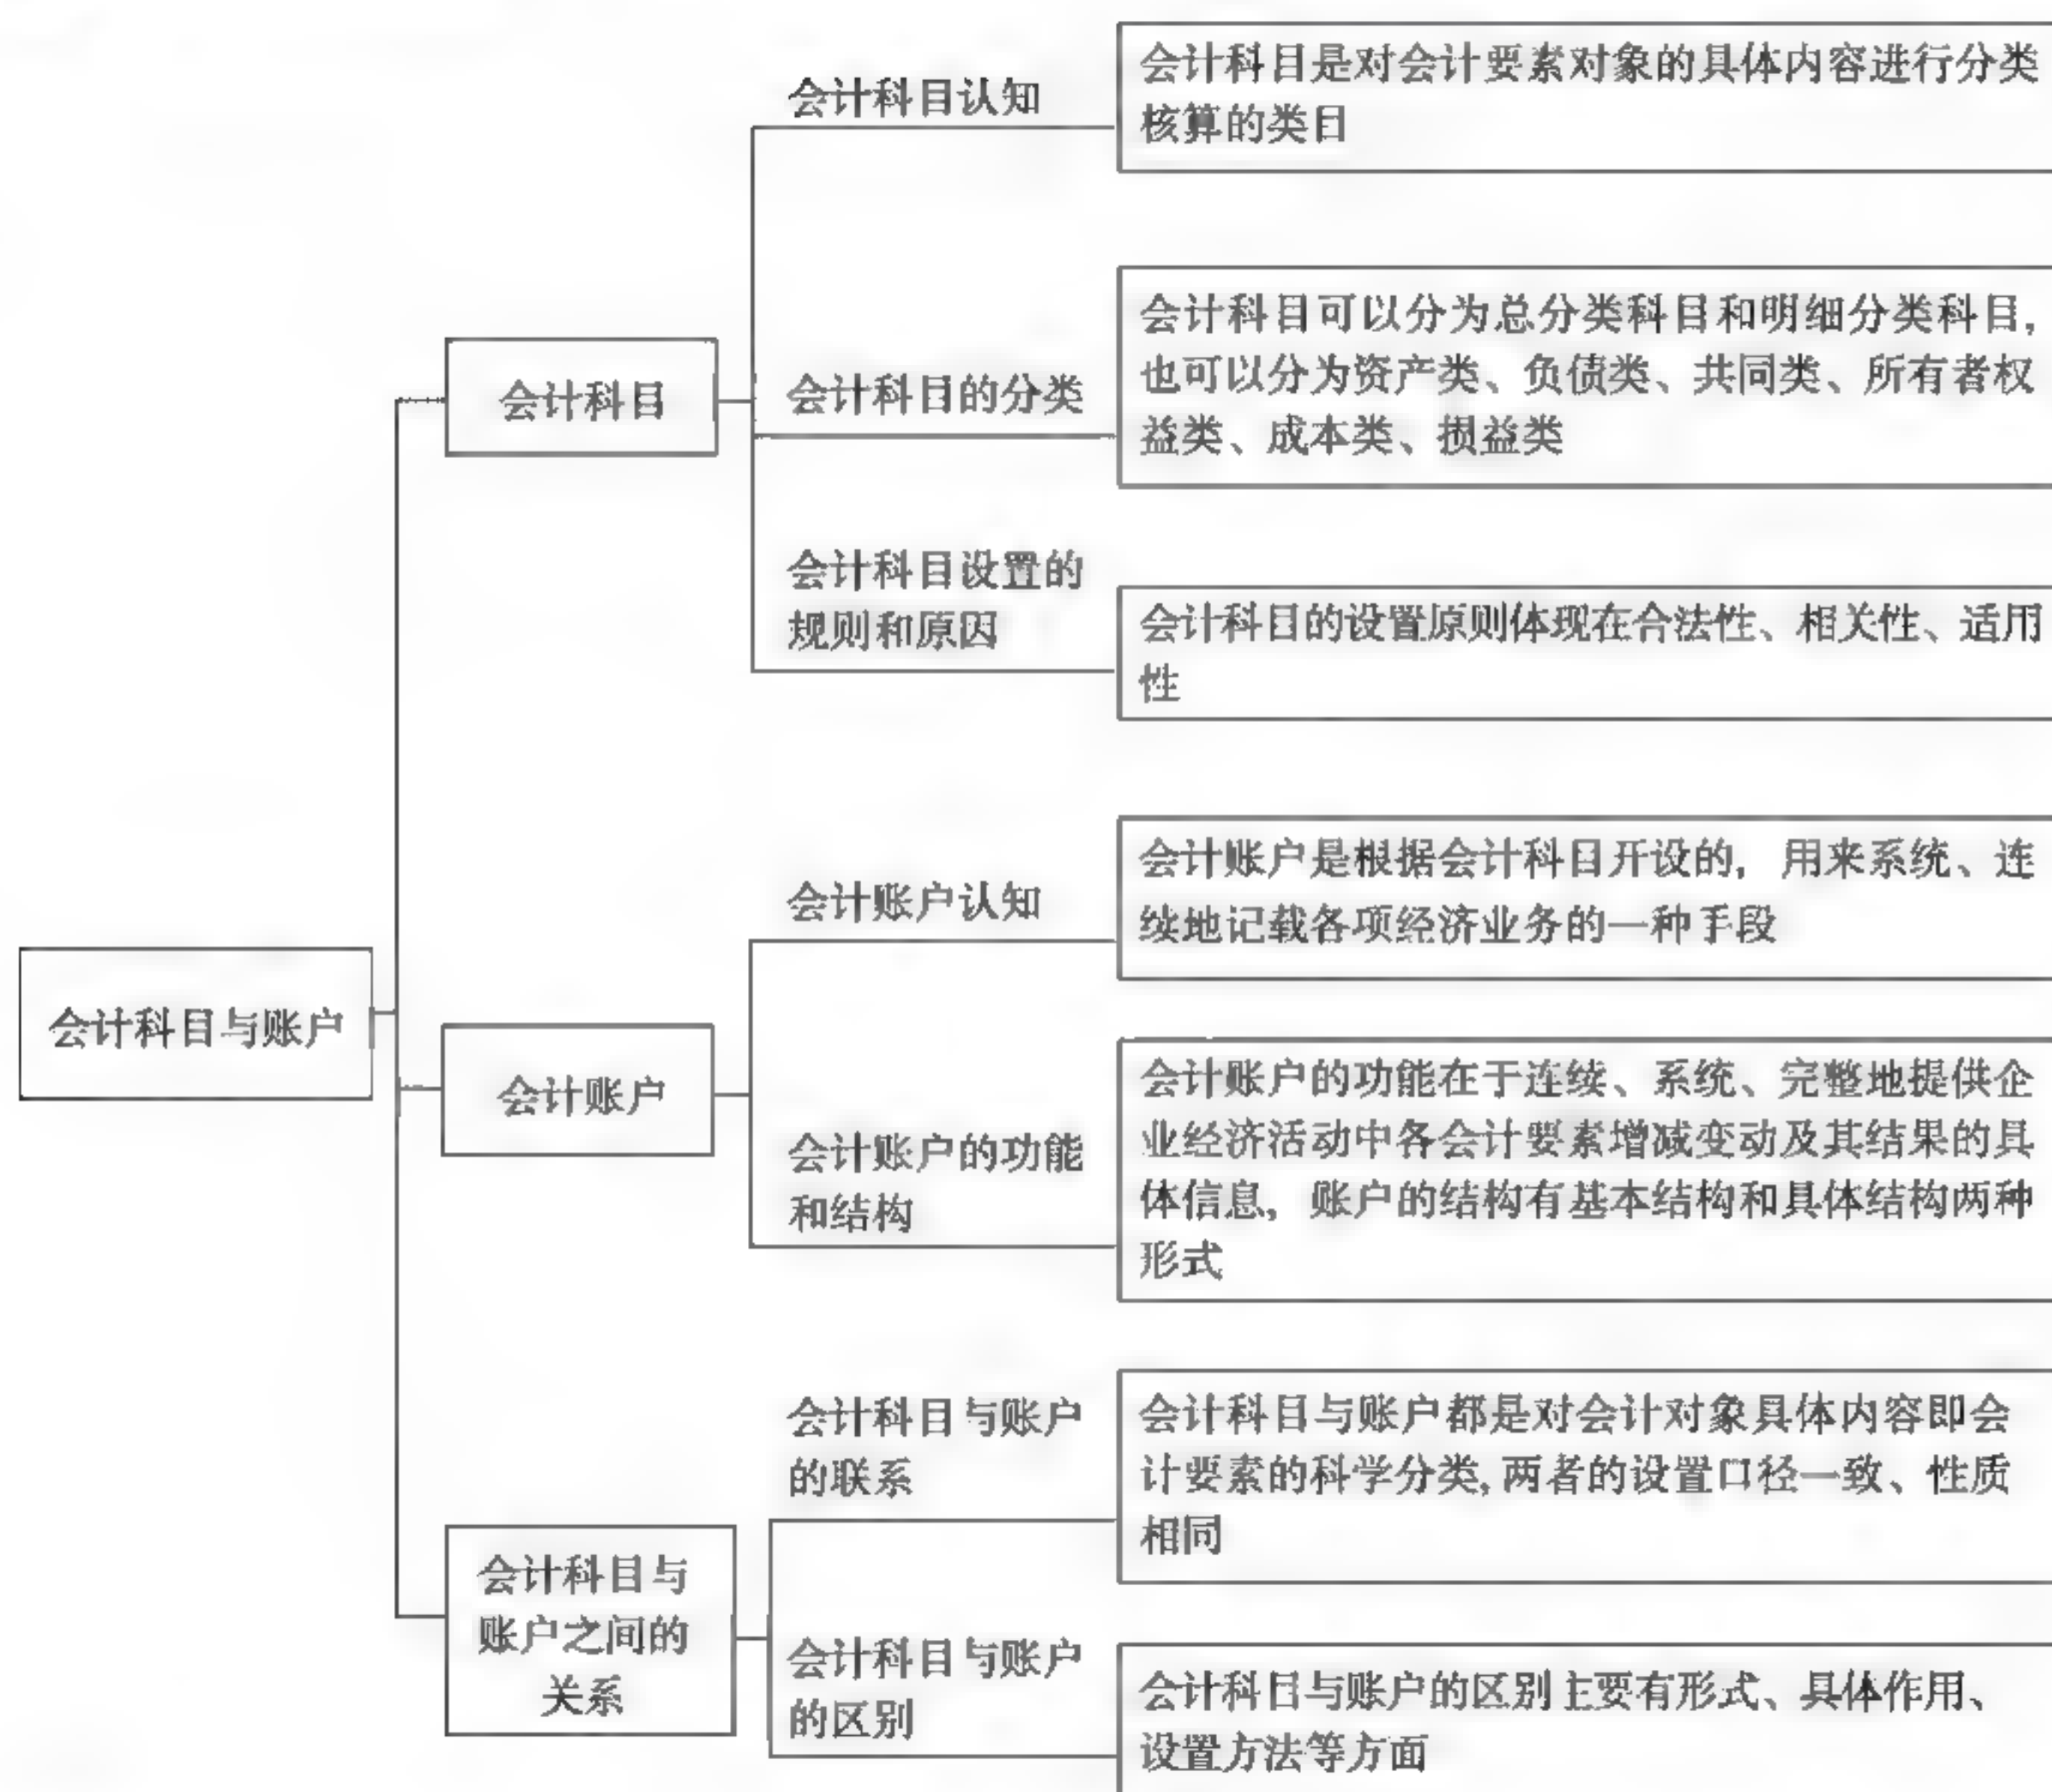 会计科目与账户
会计科目
会计科目认知
会计科目是对会计要素对象的具体内容进行分类
核算的类目
会计科目的分类
会计科目可以分为总分类科目和明细分类科目，
也可以分为资产类、负债类、共同类、所有者权
益类、成本类、损益类
会计科目设置的
规则和原因
会计科目的设置原则体现在合法性、相关性、适用
性
会计账户
会计账户认知
会计账户是根据会计科目开设的，用来系统、连
续地记载各项经济业务的一种手段
会计账户的功能
和结构
会计账户的功能在于连续、系统、完整地提供企
业经济活动中各会计要素增减变动及其结果的具
体信息，账户的结构有基本结构和具体结构两种
形式
会计科目与
账户之间的
关系
会计科目与账户
的联系
会计科目与账户都是对会计对象具体内容即会
计要素的科学分类,两者的设置口径一致、性质
相同
会计科目与账户
的区别
会计科目与账户的区别主要有形式、具体作用、
设置方法等方面